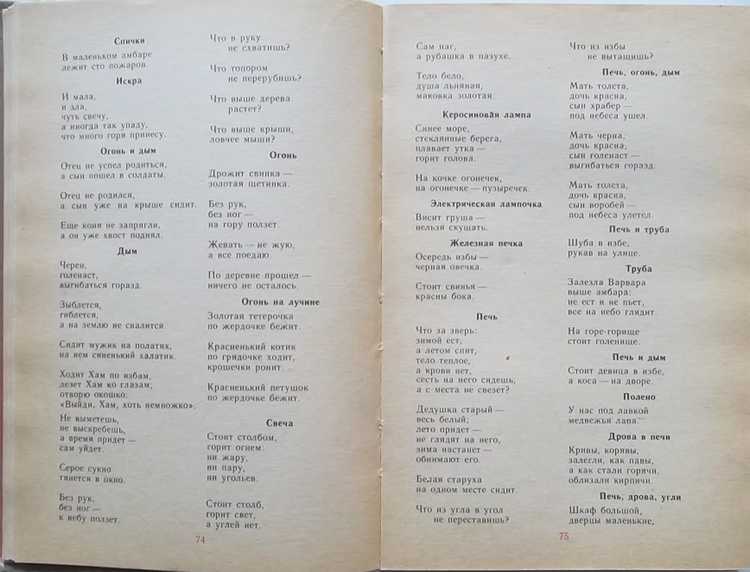 Спички
В маленьком амбаре
лежит сто пожаров.
Искра
И мала,
и зла,
чуть свечу,
а иногда так упаду,
что много горя принесу.
Огонь и дым
Отец не успел родиться,
а сын пошел в солдаты.
Отец не родился,
а сын уже на крыше сидит.
Еще коня не запрягли,
а он уже хвост поднял.
Дым
Черен,
голенаст,
выгибаться горазд.
Зыблется,
гиблется,
а на землю не свалится.
Сидит мужик на полатях,
на нем синенький халатик.
Ходит Хам по избам,
лезет Хам ко глазам;
отворю окошко:
«Выйди, Хам, хоть немножко».
Не выметешь,
не выскребешь,
а время придет —
сам уйдет.
Серое сукно
тянется в окно.
Без рук,
без ног —
к небу ползет.
Что в руку
не схватишь?
Что топором
не перерубишь?
Что выше дерева
растет?
Что выше крыши,
ловчее мыши?
Огонь
Дрожит свинка —
золотая щетинка.
Без рук,
без ног —
на гору ползет.
Жевать — не жую,
а все поедаю.
По деревне прошел —
ничего не осталось.
Огонь на лучине
Золотая тетерочка
по жердочке бежит.
Красненький котик
по грядочке ходит,
крошечки ронит.
Красненький петушок
по жердочке бежит.
Свеча
Стоит столбом,
горит огнем:
ни жару,
ни пару,
ни угольев.
Стоит столб,
горит свет,
а углей нет.
74
Сам наг,
а рубашка в пазухе.
Тело бело,
душа льняная,
маковка золотая.
Керосиновая лампа
Синее море,
стеклянные берега,
плавает утка —
горит голова.
На кочке огонечек,
на огонечке — пузыречек.
Электрическая лампочка
Висит груша —
нельзя скушать.
Железная печка
Осередь избы —
черная овечка.
Стоит свинья —
красны бока.
Печь
Что за зверь:
зимой ест,
а летом спит,
тело теплое,
а крови нет,
сесть на него сядешь,
а с места не свезет?
Дедушка старый —
весь белый;
лето придет —
не глядят на него,
зима настанет —
обнимают его.
Белая старуха
на одном месте сидит.
Что из угла в угол
не переставишь?
Что из избы
не вытащишь?
Печь, огонь, дым
Мать толста,
дочь красна,
сын храбер —
под небеса ушел.
Мать черна,
дочь красна,
сын голенаст —
выгибаться горазд.
Мать толста,
дочь красна,
сын воробей —
под небеса улетел.
Печь и труба
Шуба в избе,
рукав на улице.
Труба
Залезла Варвара
выше амбара:
не ест и не пьет,
все на небо глядит.
На горе-горище
стоит голенище.
Печь и дым
Стоит девица в избе,
а коса — на дворе.
Полено
У нас под лавкой
медвежья лапа.
Дрова в печи
Кривы, корявы,
залегли, как павы,
а как стали горячи,
облизали кирпичи.
Печь, дрова, угли
Шкаф большой,
дверцы маленькие,
75